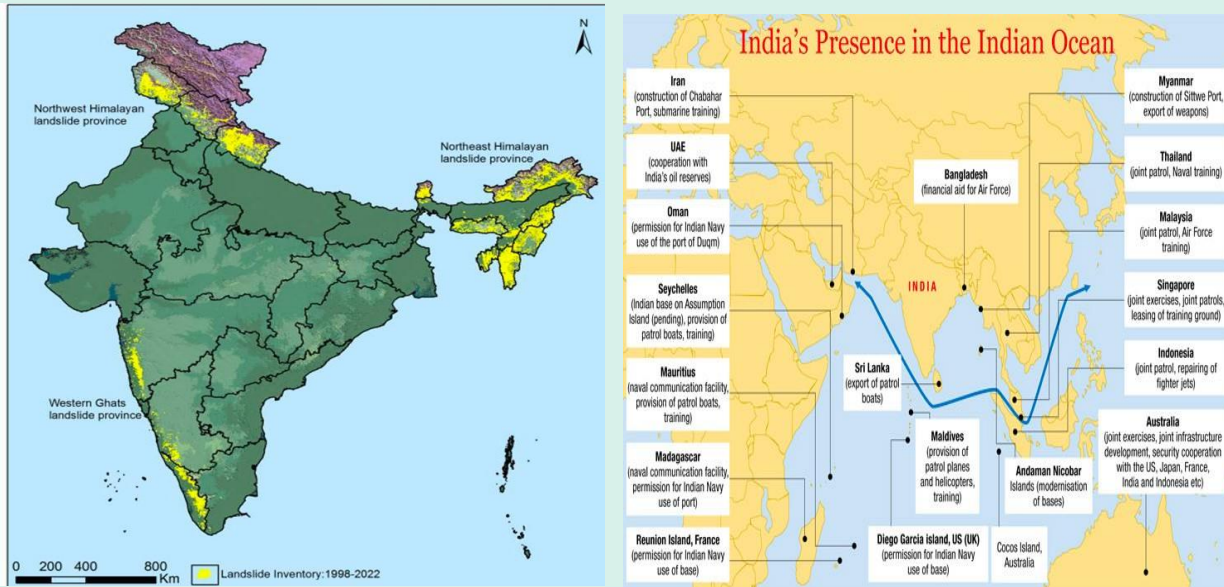 N
Northwest Himalayan
landslide province
Northeast Himalayan
landslide province
Western Ghats
landslide province
0 200 400 800
Km
Landslide Inventory:1998-2022
India's Presence in the Indian Ocean
Iran
(construction of Chabahar
Port, submarine training)
UAE
(cooperation with
India's oil reserves)
Oman
(permission for Indian Navy
use of the port of Duqm)
Seychelles
(Indian base on Assumption
Island (pending), provision of
patrol boats, training)
Mauritius
(naval communication facility,
provision of patrol boats,
training)
Madagascar
(naval communication facility,
permission for Indian Navy
use of port)
Reunion Island, France
(permission for Indian Navy
use of base)
Bangladesh
(financial aid for Air Force)
INDIA
Sri Lanka
(export of patrol
boats)
Maldives
(provision of
patrol planes
and helicopters,
training)
Diego Garcia island, US (UK)
(permission for Indian Navy
use of base)
Andaman Nicobar
Islands (modernisation
of bases)
Cocos Island,
Australia
Myanmar
(construction of Sittwe Port,
export of weapons)
Thailand
(joint patrol, Naval training)
Malaysia
(joint patrol, Air Force
training)
Singapore
(joint exercises, joint patrols,
leasing of training ground)
Indonesia
(joint patrol, repairing of
fighter jets)
Australia
(joint exercises, joint infrastructure
development, security cooperation
with the US, Japan, France,
India and Indonesia etc)